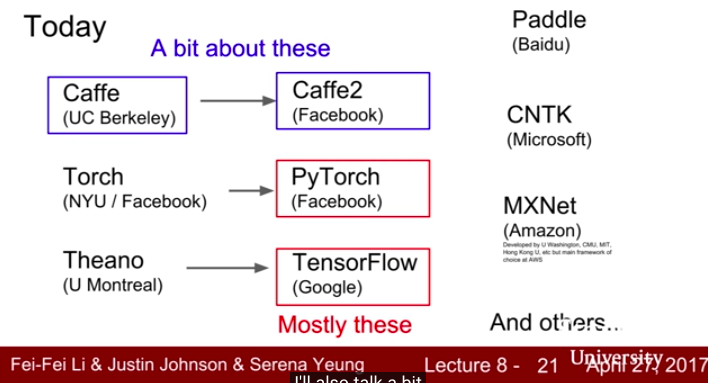 Today
A bit about these
Caffe
(UC Berkeley)
Caffe2
(Facebook)
Torch
(NYU / Facebook)
PyTorch
(Facebook)
Theano
(U Montreal)
TensorFlow
(Google)
Mostly these
Paddle
(Baidu)
CNTK
(Microsoft)
MXNet
(Amazon)
Developed by U Washington, CMU, MIT,
Hong Kong U, etc but main framework of
choice at AWS
And others...
Fei-Fei Li & Justin Johnson & Serena Yeung
Lecture 8 - 21
University
April 27, 2017
I'll also talk a bit